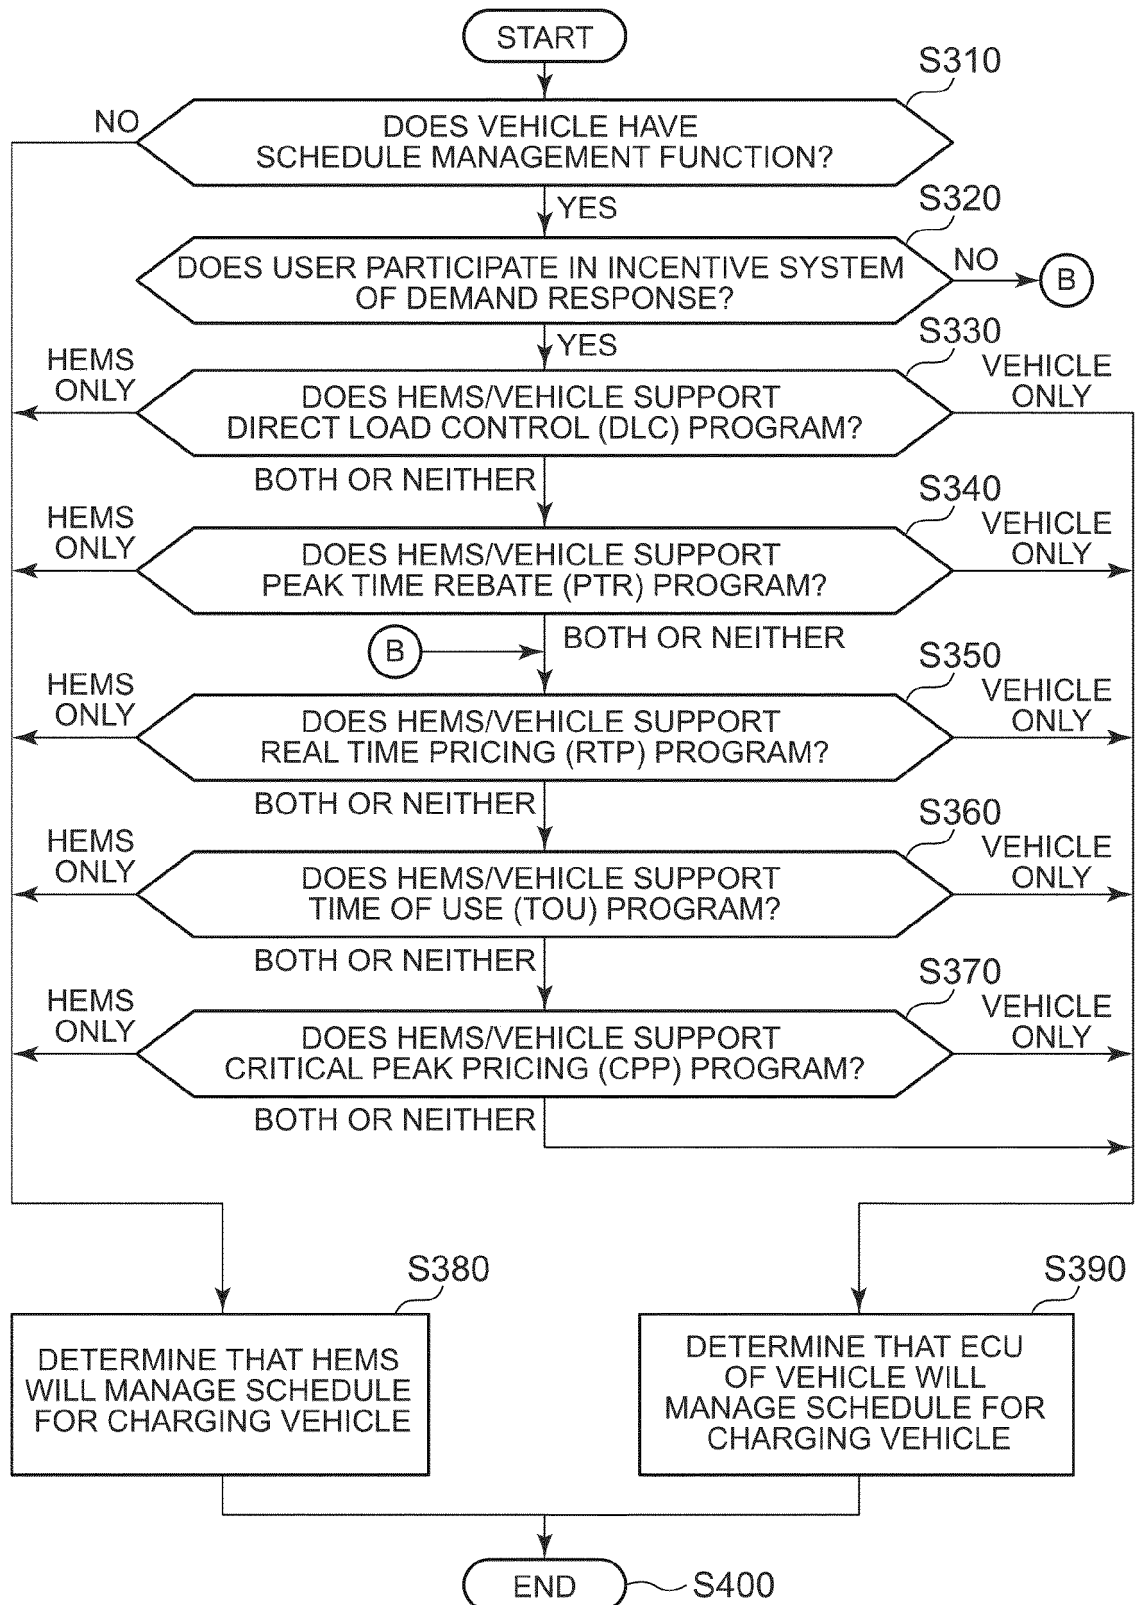 START
S310
NO
DOES VEHICLE HAVE
SCHEDULE MANAGEMENT FUNCTION?
YES
S320
DOES USER PARTICIPATE IN INCENTIVE SYSTEM
OF DEMAND RESPONSE?
NO
B
YES
S330
HEMS
ONLY
DOES HEMS/VEHICLE SUPPORT
DIRECT LOAD CONTROL (DLC) PROGRAM?
VEHICLE
ONLY
BOTH OR NEITHER
S340
HEMS
ONLY
DOES HEMS/VEHICLE SUPPORT
PEAK TIME REBATE (PTR) PROGRAM?
VEHICLE
ONLY
BOTH OR NEITHER
B
S350
HEMS
ONLY
DOES HEMS/VEHICLE SUPPORT
REAL TIME PRICING (RTP) PROGRAM?
VEHICLE
ONLY
BOTH OR NEITHER
S360
HEMS
ONLY
DOES HEMS/VEHICLE SUPPORT
TIME OF USE (TOU) PROGRAM?
VEHICLE
ONLY
BOTH OR NEITHER
S370
HEMS
ONLY
DOES HEMS/VEHICLE SUPPORT
CRITICAL PEAK PRICING (CPP) PROGRAM?
VEHICLE
ONLY
BOTH OR NEITHER
S380
DETERMINE THAT HEMS
WILL MANAGE SCHEDULE
FOR CHARGING VEHICLE
S390
DETERMINE THAT ECU
OF VEHICLE WILL
MANAGE SCHEDULE FOR
CHARGING VEHICLE
END
S400